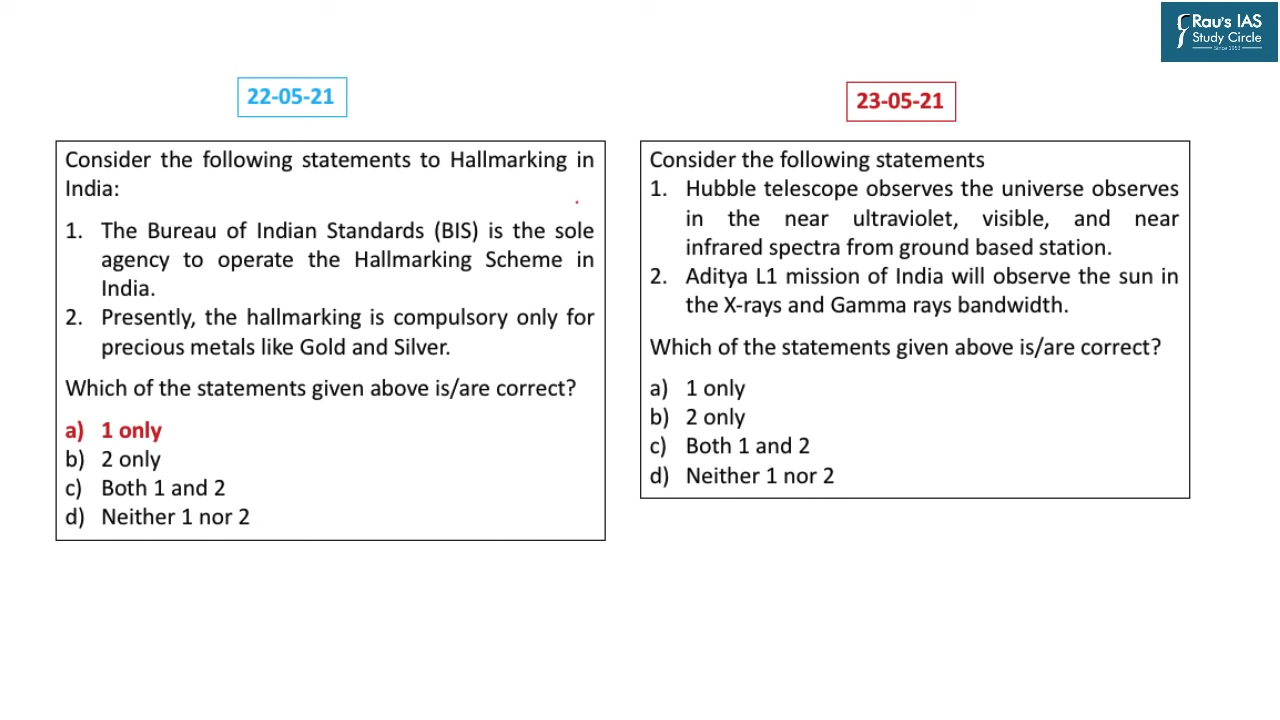 Rau's IAS
Study Circle
Since 1953
22-05-21
Consider the following statements to Hallmarking in
India:
1. The Bureau of Indian Standards (BIS) is the sole
agency to operate the Hallmarking Scheme in
India.
2. Presently, the hallmarking is compulsory only for
precious metals like Gold and Silver.
Which of the statements given above is/are correct?
a) 1 only
b) 2 only
c) Both 1 and 2
d) Neither 1 nor 2
23-05-21
Consider the following statements
1. Hubble telescope observes the universe observes
in the near ultraviolet, visible, and near
infrared spectra from ground based station.
2. Aditya L1 mission of India will observe the sun in
the X-rays and Gamma rays bandwidth.
Which of the statements given above is/are correct?
a) 1 only
b) 2 only
c) Both 1 and 2
d) Neither 1 nor 2